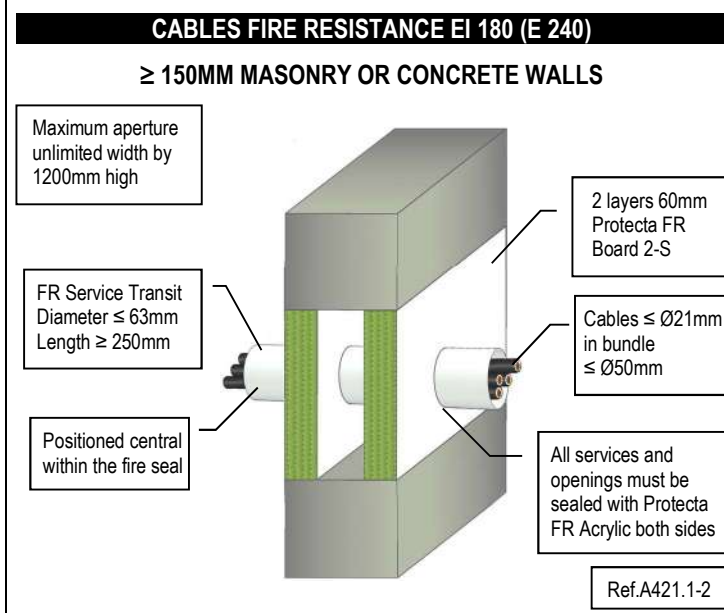 CABLES FIRE RESISTANCE EI 180 (E 240)
≥ 150MM MASONRY OR CONCRETE WALLS
Maximum aperture
unlimited width by
1200mm high
2 layers 60mm
Protecta FR
Board 2-S
FR Service Transit
Diameter ≤ 63mm
Length ≥ 250mm
Cables ≤ Ø21mm
in bundle
≤ Ø50mm
Positioned central
within the fire seal
All services and
openings must be
sealed with Protecta
FR Acrylic both sides
Ref.A421.1-2